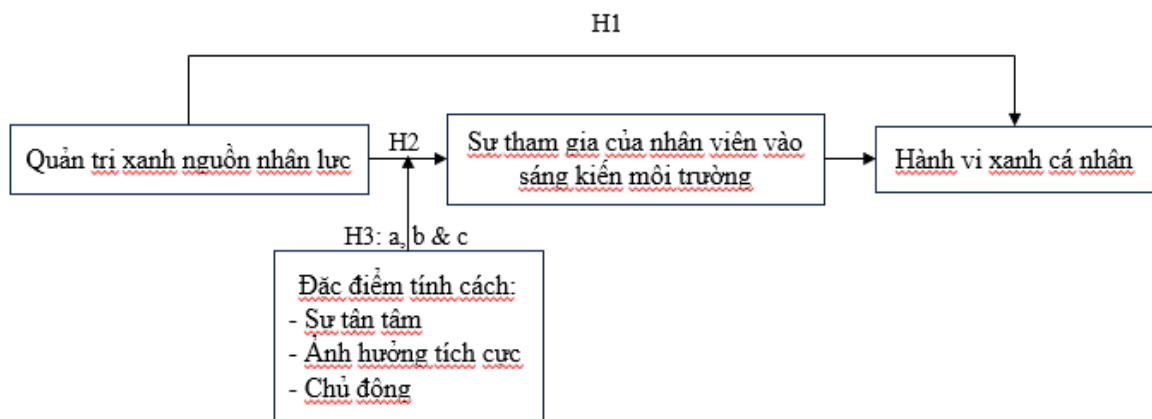 H1
Quản trị xanh nguồn nhân lực
H2
Sự tham gia của nhân viên vào
sáng kiến môi trường
Hành vi xanh cá nhân
H3: a, b & c
Đặc điểm tính cách:
- Sự tận tâm
- Ảnh hưởng tích cực
- Chủ động